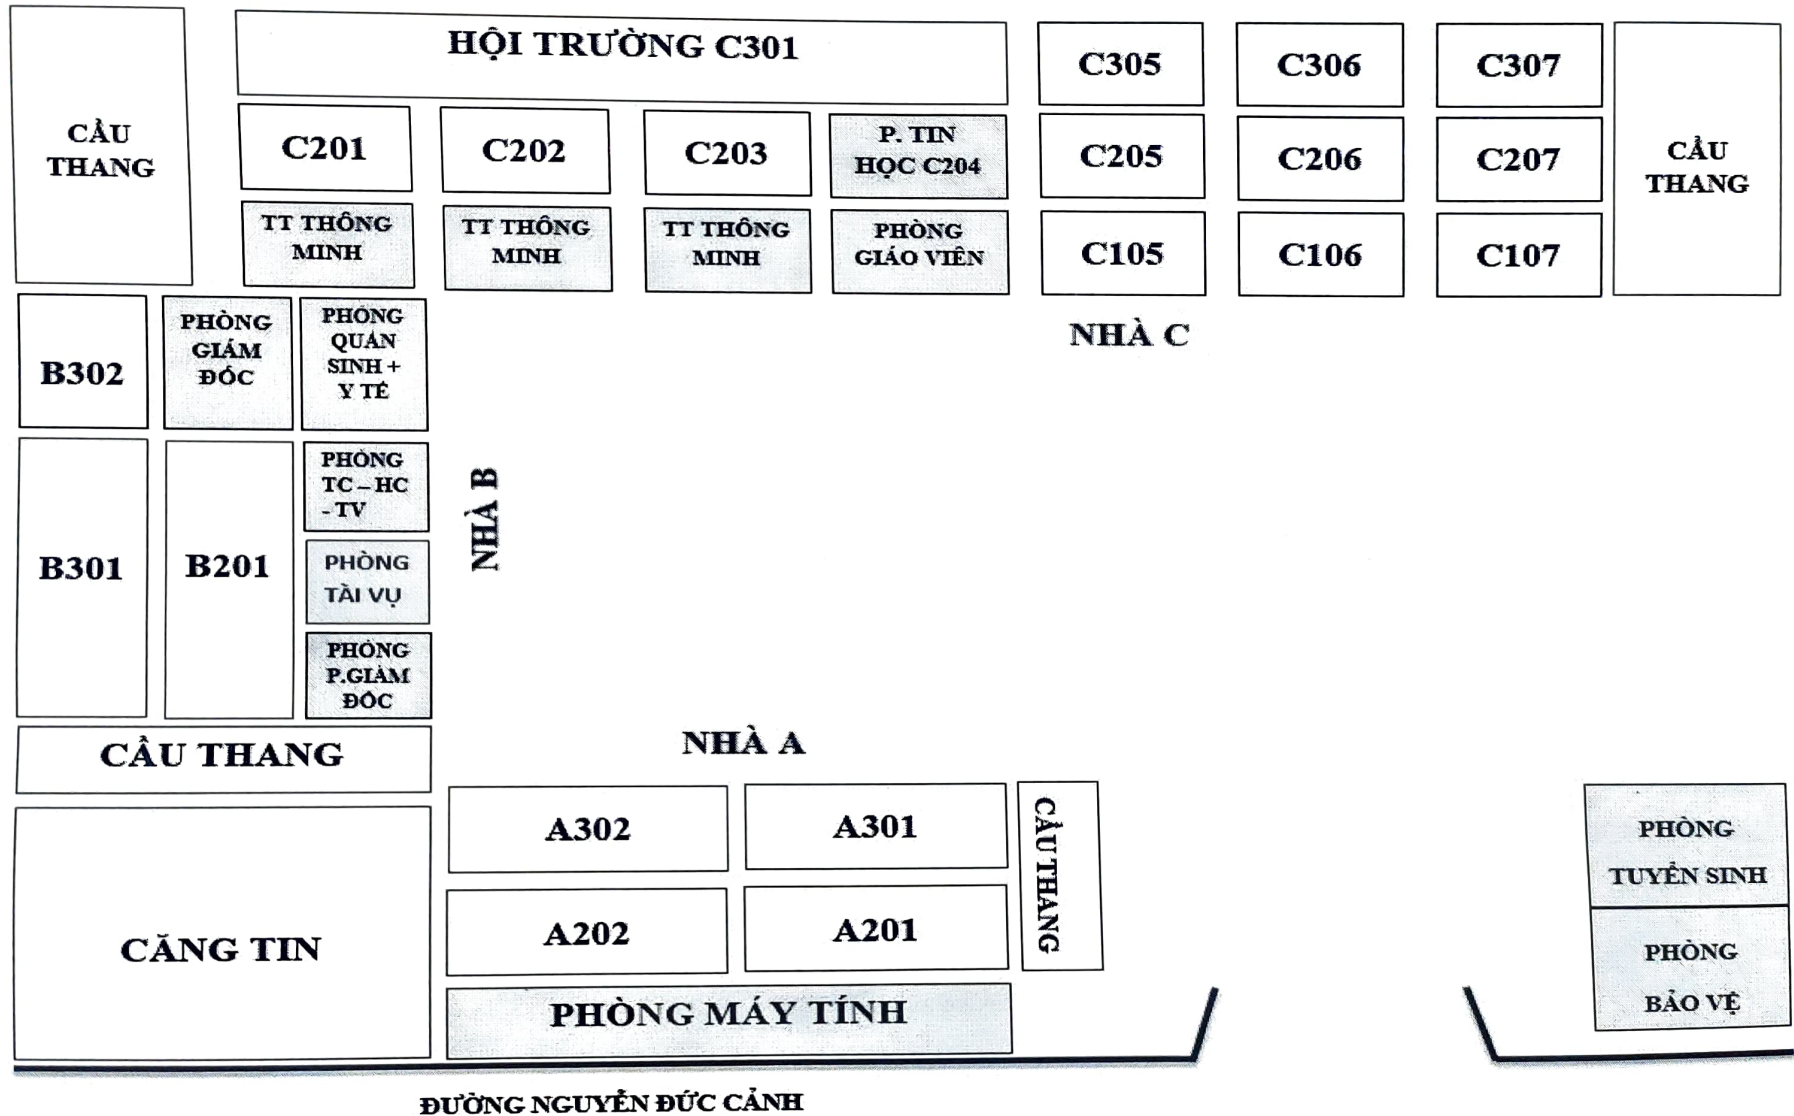 HỘI TRƯỜNG C301
C305
C306
C307
CẦU
THANG
C201
C202
C203
P. TIN
HỌC C204
C205
C206
C207
CẦU
THANG
TT THÔNG
MINH
TT THÔNG
MINH
TT THÔNG
MINH
PHÒNG
GIÁO VIÊN
C105
C106
C107
NHÀ C
B302
PHÒNG
GIÁM
ĐỐC
PHÒNG
QUẢN
SINH +
Y TẾ
B301
B201
PHÒNG
TC – HC
- TV
PHÒNG
TÀI VỤ
PHÒNG
P.GIÁM
ĐỐC
NHÀ B
CẦU THANG
NHÀ A
CĂNG TIN
A302
A301
A202
A201
CẦU THANG
PHÒNG MÁY TÍNH
PHÒNG
TUYỂN SINH
PHÒNG
BẢO VỆ
ĐƯỜNG NGUYỄN ĐỨC CẢNH